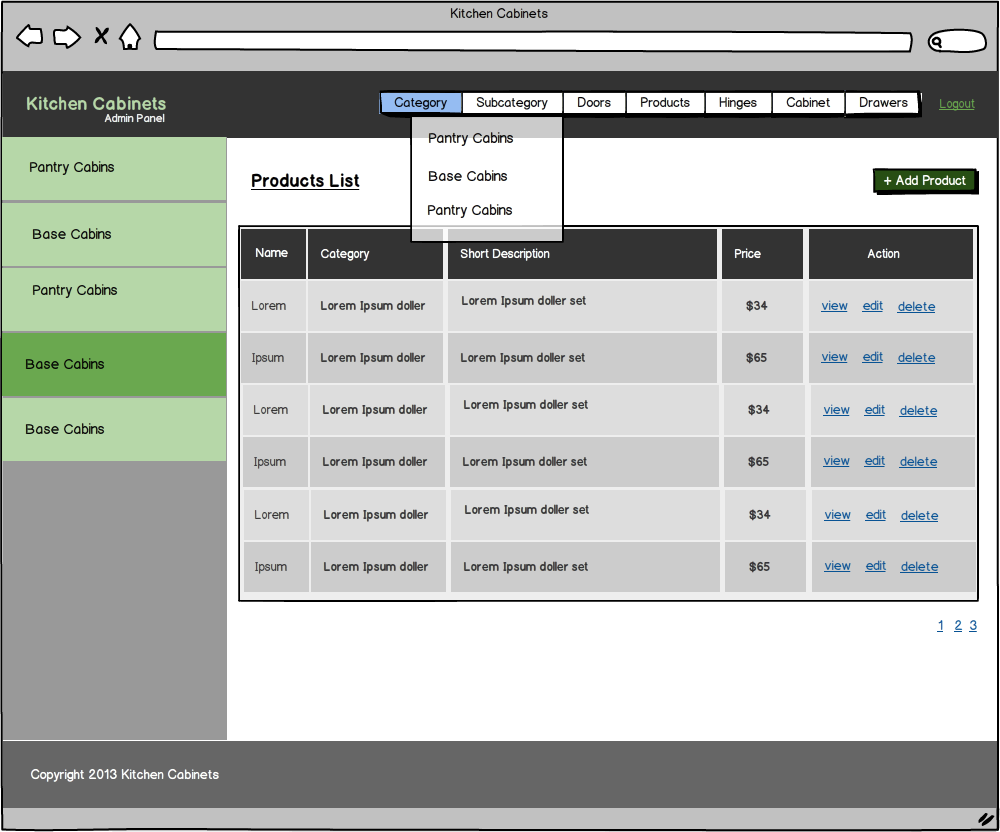 Kitchen Cabinets
Kitchen Cabinets
Admin Panel
Category Subcategory Doors Products Hinges Cabinet Drawers Logout
Pantry Cabins
Base Cabins
Pantry Cabins
Pantry Cabins
Base Cabins
Pantry Cabins
Base Cabins
Base Cabins
Products List
+ Add Product
Name Category Short Description Price Action
Lorem Lorem Ipsum doller Lorem Ipsum doller set $34 view edit delete
Ipsum Lorem Ipsum doller Lorem Ipsum doller set $65 view edit delete
Lorem Lorem Ipsum doller Lorem Ipsum doller set $34 view edit delete
Ipsum Lorem Ipsum doller Lorem Ipsum doller set $65 view edit delete
Lorem Lorem Ipsum doller Lorem Ipsum doller set $34 view edit delete
Ipsum Lorem Ipsum doller Lorem Ipsum doller set $65 view edit delete
1 2 3
Copyright 2013 Kitchen Cabinets